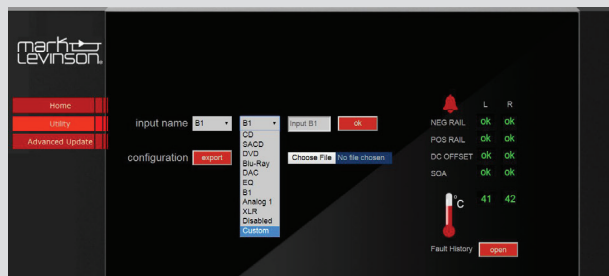 mark Levinson®
Home
Utility
Advanced Update
input name B1 B1 Input B1 ok
CD
SACD
DVD
Blu-Ray
DAC
EQ
B1
Analog 1
XLR
Disabled
Custom
configuration export Choose File No file chosen
L R
NEG RAIL ok ok
POS RAIL ok ok
DC OFFSET ok ok
SOA ok ok
°C 41 42
Fault History open